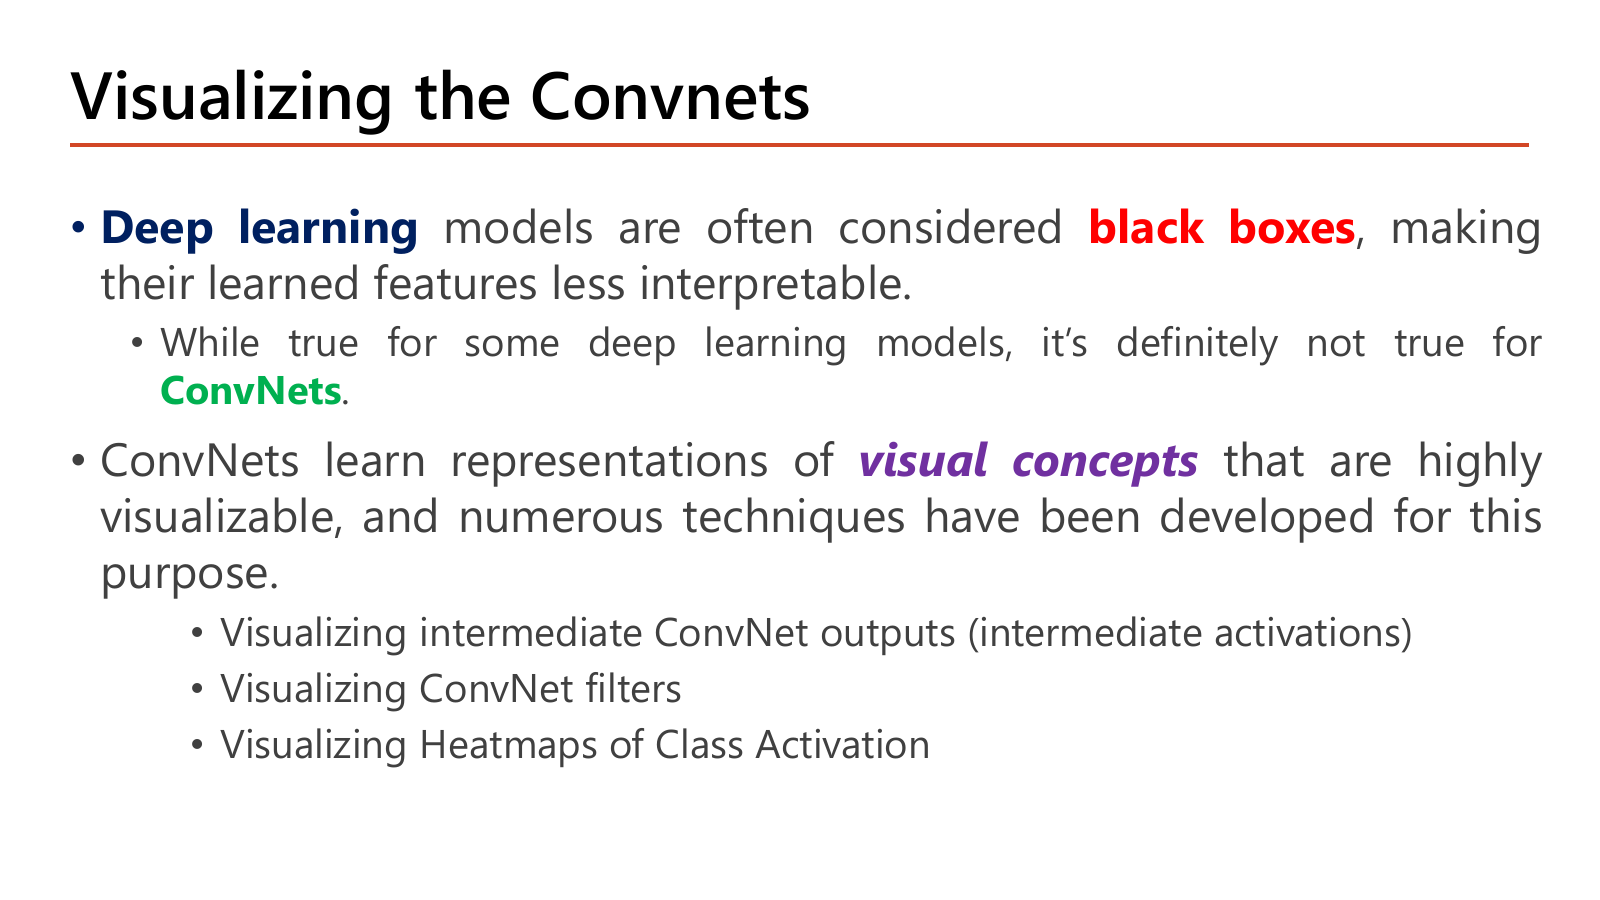 Visualizing the Convnets
• Deep learning models are often considered black boxes, making
their learned features less interpretable.
• While true for some deep learning models, it’s definitely not true for
ConvNets.
• ConvNets learn representations of visual concepts that are highly
visualizable, and numerous techniques have been developed for this
purpose.
• Visualizing intermediate ConvNet outputs (intermediate activations)
• Visualizing ConvNet filters
• Visualizing Heatmaps of Class Activation